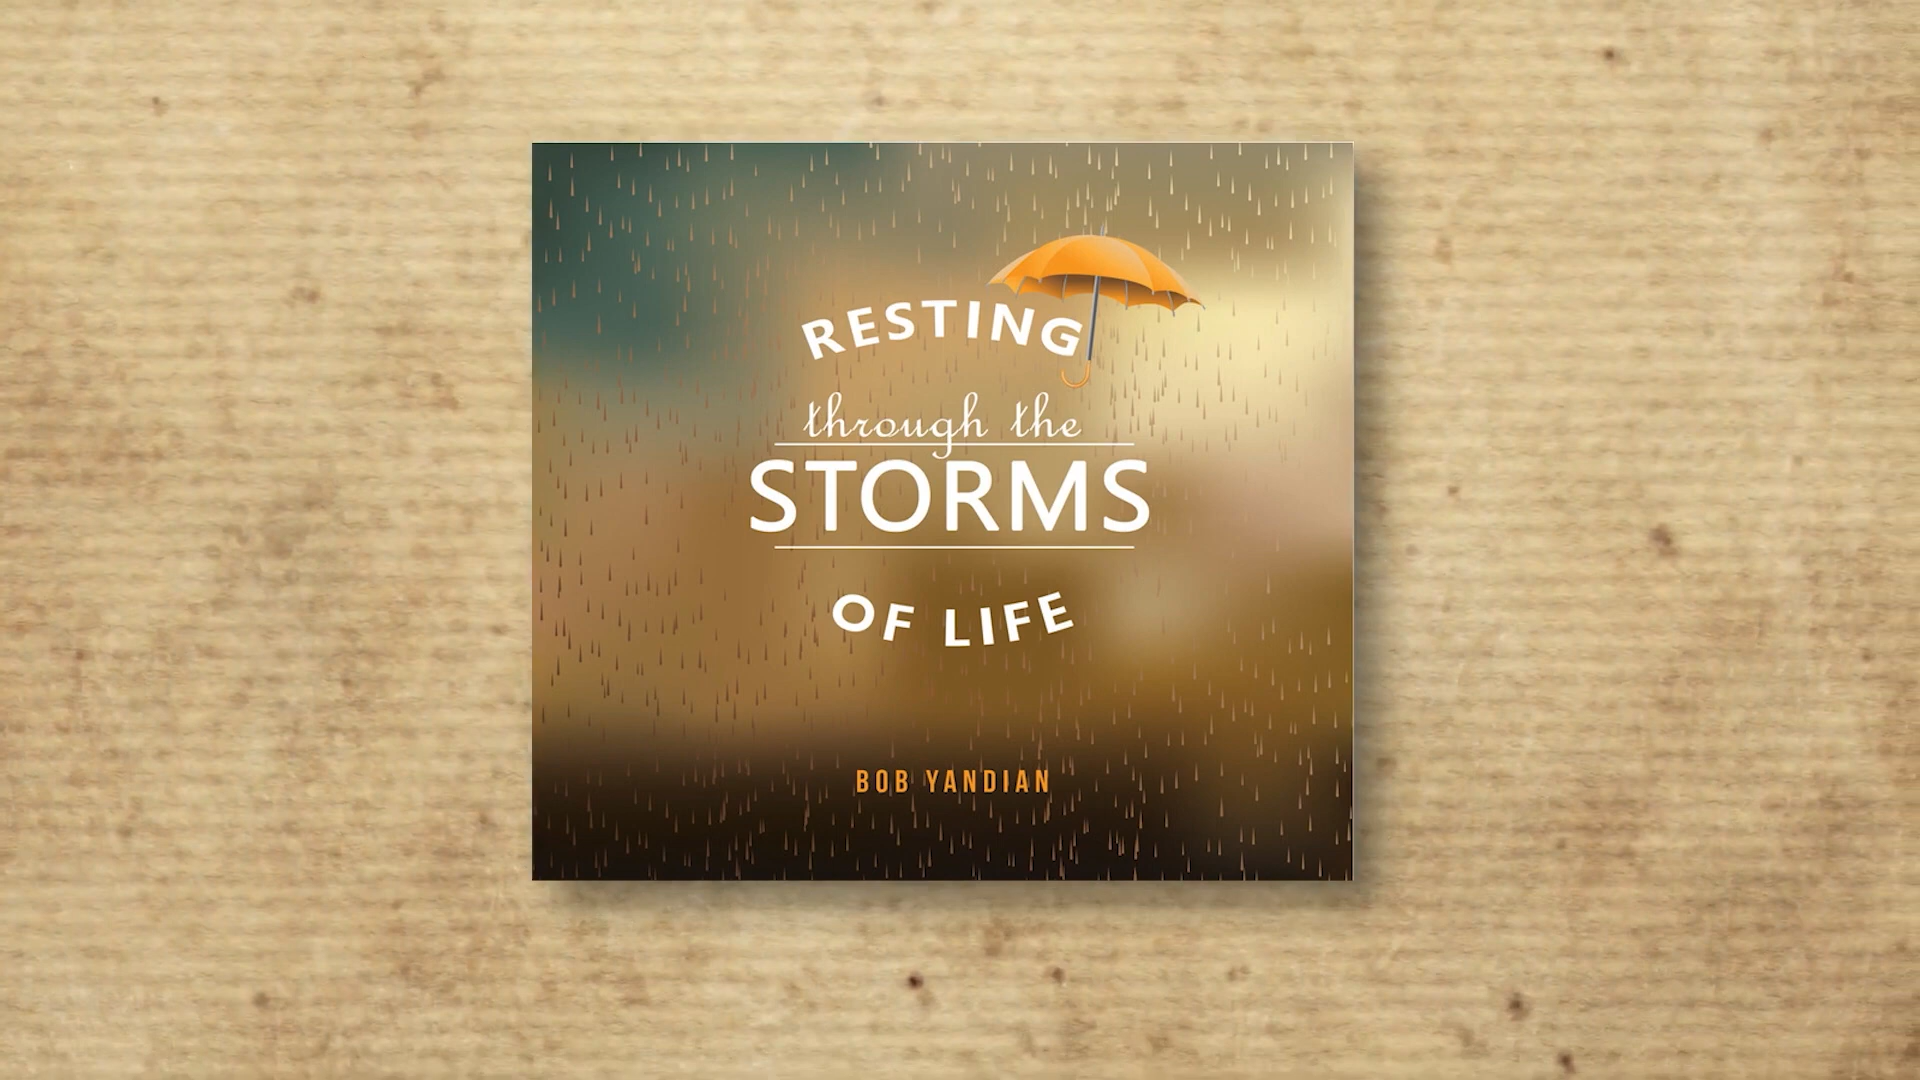 RESTING
through the
STORMS
OF LIFE
BOB YANDIAN